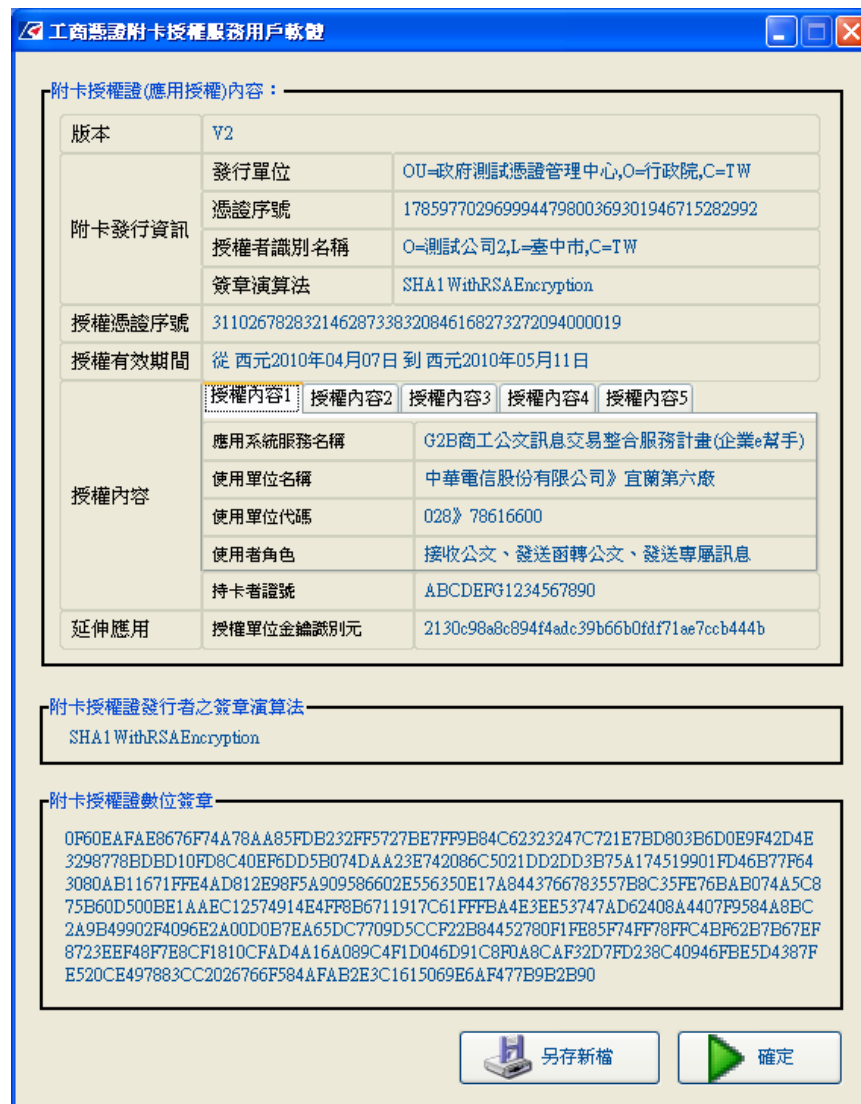 工商憑證附卡授權服務用戶軟體
附卡授權證(應用授權)內容：
版本 V2
附卡發行資訊
發行單位 OU=政府測試憑證管理中心,O=行政院,C=TW
憑證序號 178597702969994479800369301946715282992
授權者識別名稱 O=測試公司2,L=臺中市,C=TW
簽章演算法 SHA1WithRSAEncryption
授權憑證序號 311026782832146287338320846168273272094000019
授權有效期間 從 西元2010年04月07日 到 西元2010年05月11日
授權內容
授權內容1 授權內容2 授權內容3 授權內容4 授權內容5
應用系統服務名稱 G2B商工公文訊息交易整合服務計畫(企業e幫手)
使用單位名稱 中華電信股份有限公司》宜蘭第六廠
使用單位代碼 028》78616600
使用者角色 接收公文、發送函轉公文、發送專屬訊息
持卡者證號 ABCDEFG1234567890
延伸應用 授權單位金鑰識別元 2130c98a8c894f4adc39b66b0fdf71ae7ccb444b
附卡授權證發行者之簽章演算法
SHA1WithRSAEncryption
附卡授權證數位簽章
0F60EAFAE8676F74A78AA85FDB232FF5727BE7FF9B84C62323247C721E7BD803B6D0E9F42D4E
3298778BDBD10FD8C40EF6DD5B074DAA23E742086C5021DD2DD3B75A174519901FD46B77F64
3080AB11671FFE4AD812E98F5A909586602E556350E17A8443766783557B8C35FE76BAB074A5C8
75B60D500BE1AAEC12574914E4FF8B6711917C61FFFBA4E3EE53747AD62408A4407F9584A8BC
2A9B49902F4096E2A00D0B7EA65DC7709D5CCF22B84452780F1FE85F74FF78FFC4BF62B7B67EF
8723EEF48F7E8CF1810CFAD4A16A089C4F1D046D91C8F0A8CAF32D7FD238C40946FBE5D4387F
E520CE497883CC2026766F584AFAB2E3C1615069E6AF477B9B2B90
另存新檔 確定